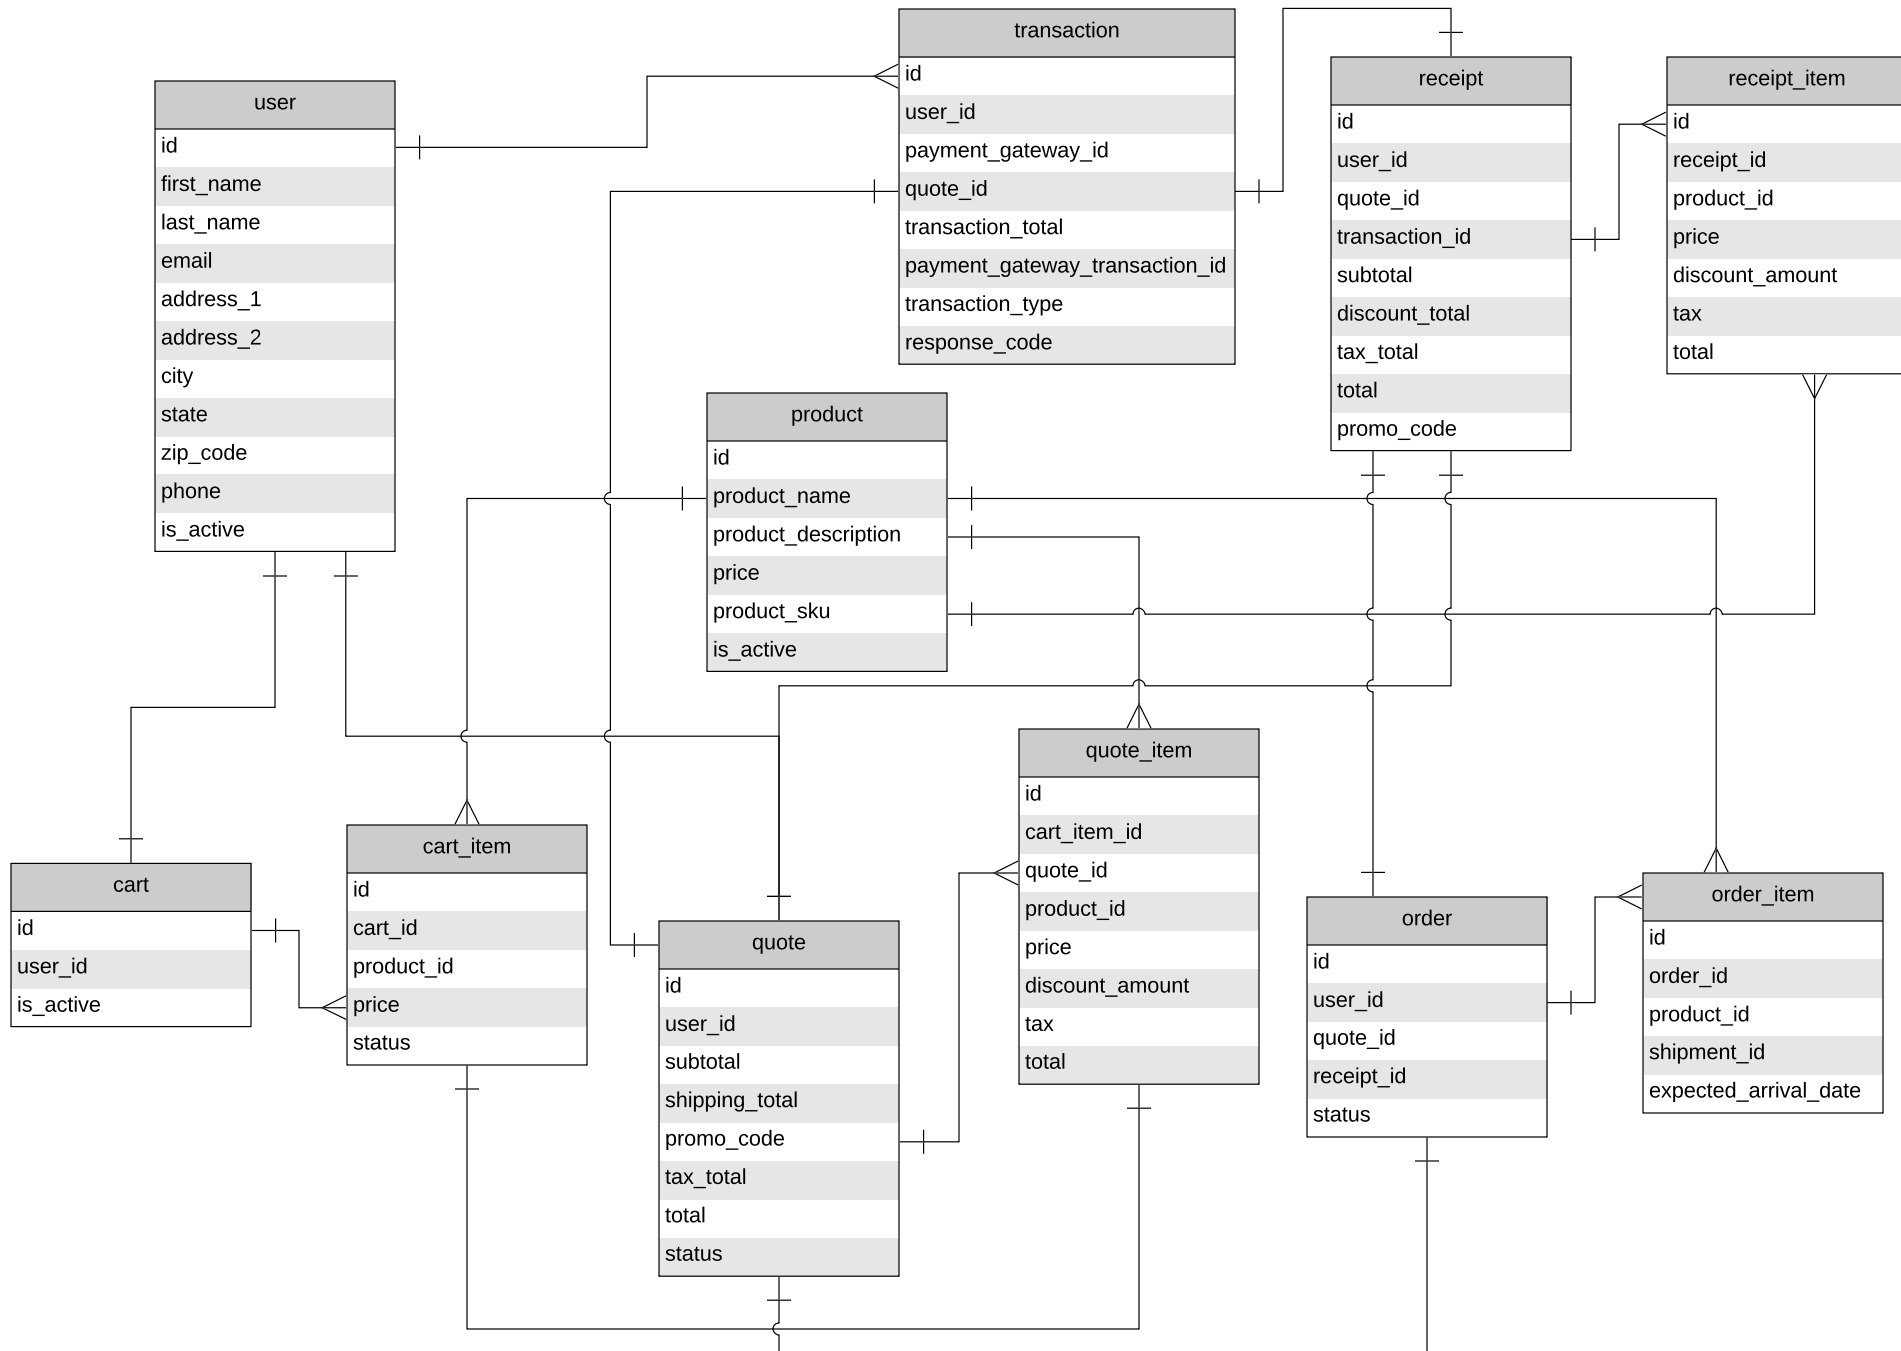 transaction
id
user_id
payment_gateway_id
quote_id
transaction_total
payment_gateway_transaction_id
transaction_type
response_code
receipt
id
user_id
quote_id
transaction_id
subtotal
discount_total
tax_total
total
promo_code
receipt_item
id
receipt_id
product_id
price
discount_amount
tax
total
user
id
first_name
last_name
email
address_1
address_2
city
state
zip_code
phone
is_active
product
id
product_name
product_description
price
product_sku
is_active
quote_item
id
cart_item_id
quote_id
product_id
price
discount_amount
tax
total
cart_item
id
cart_id
product_id
price
status
cart
id
user_id
is_active
quote
id
user_id
subtotal
shipping_total
promo_code
tax_total
total
status
order
id
user_id
quote_id
receipt_id
status
order_item
id
order_id
product_id
shipment_id
expected_arrival_date